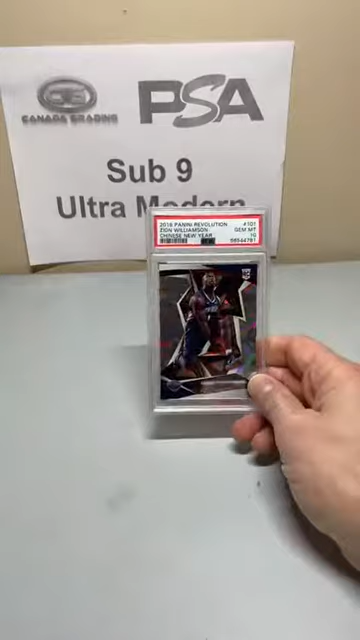 CANADA GRADING
PSA
Sub 9
Ultra Modern
2019 PANINI REVOLUTION #101
ZION WILLIAMSON GEM MT
CHINESE NEW YEAR 10